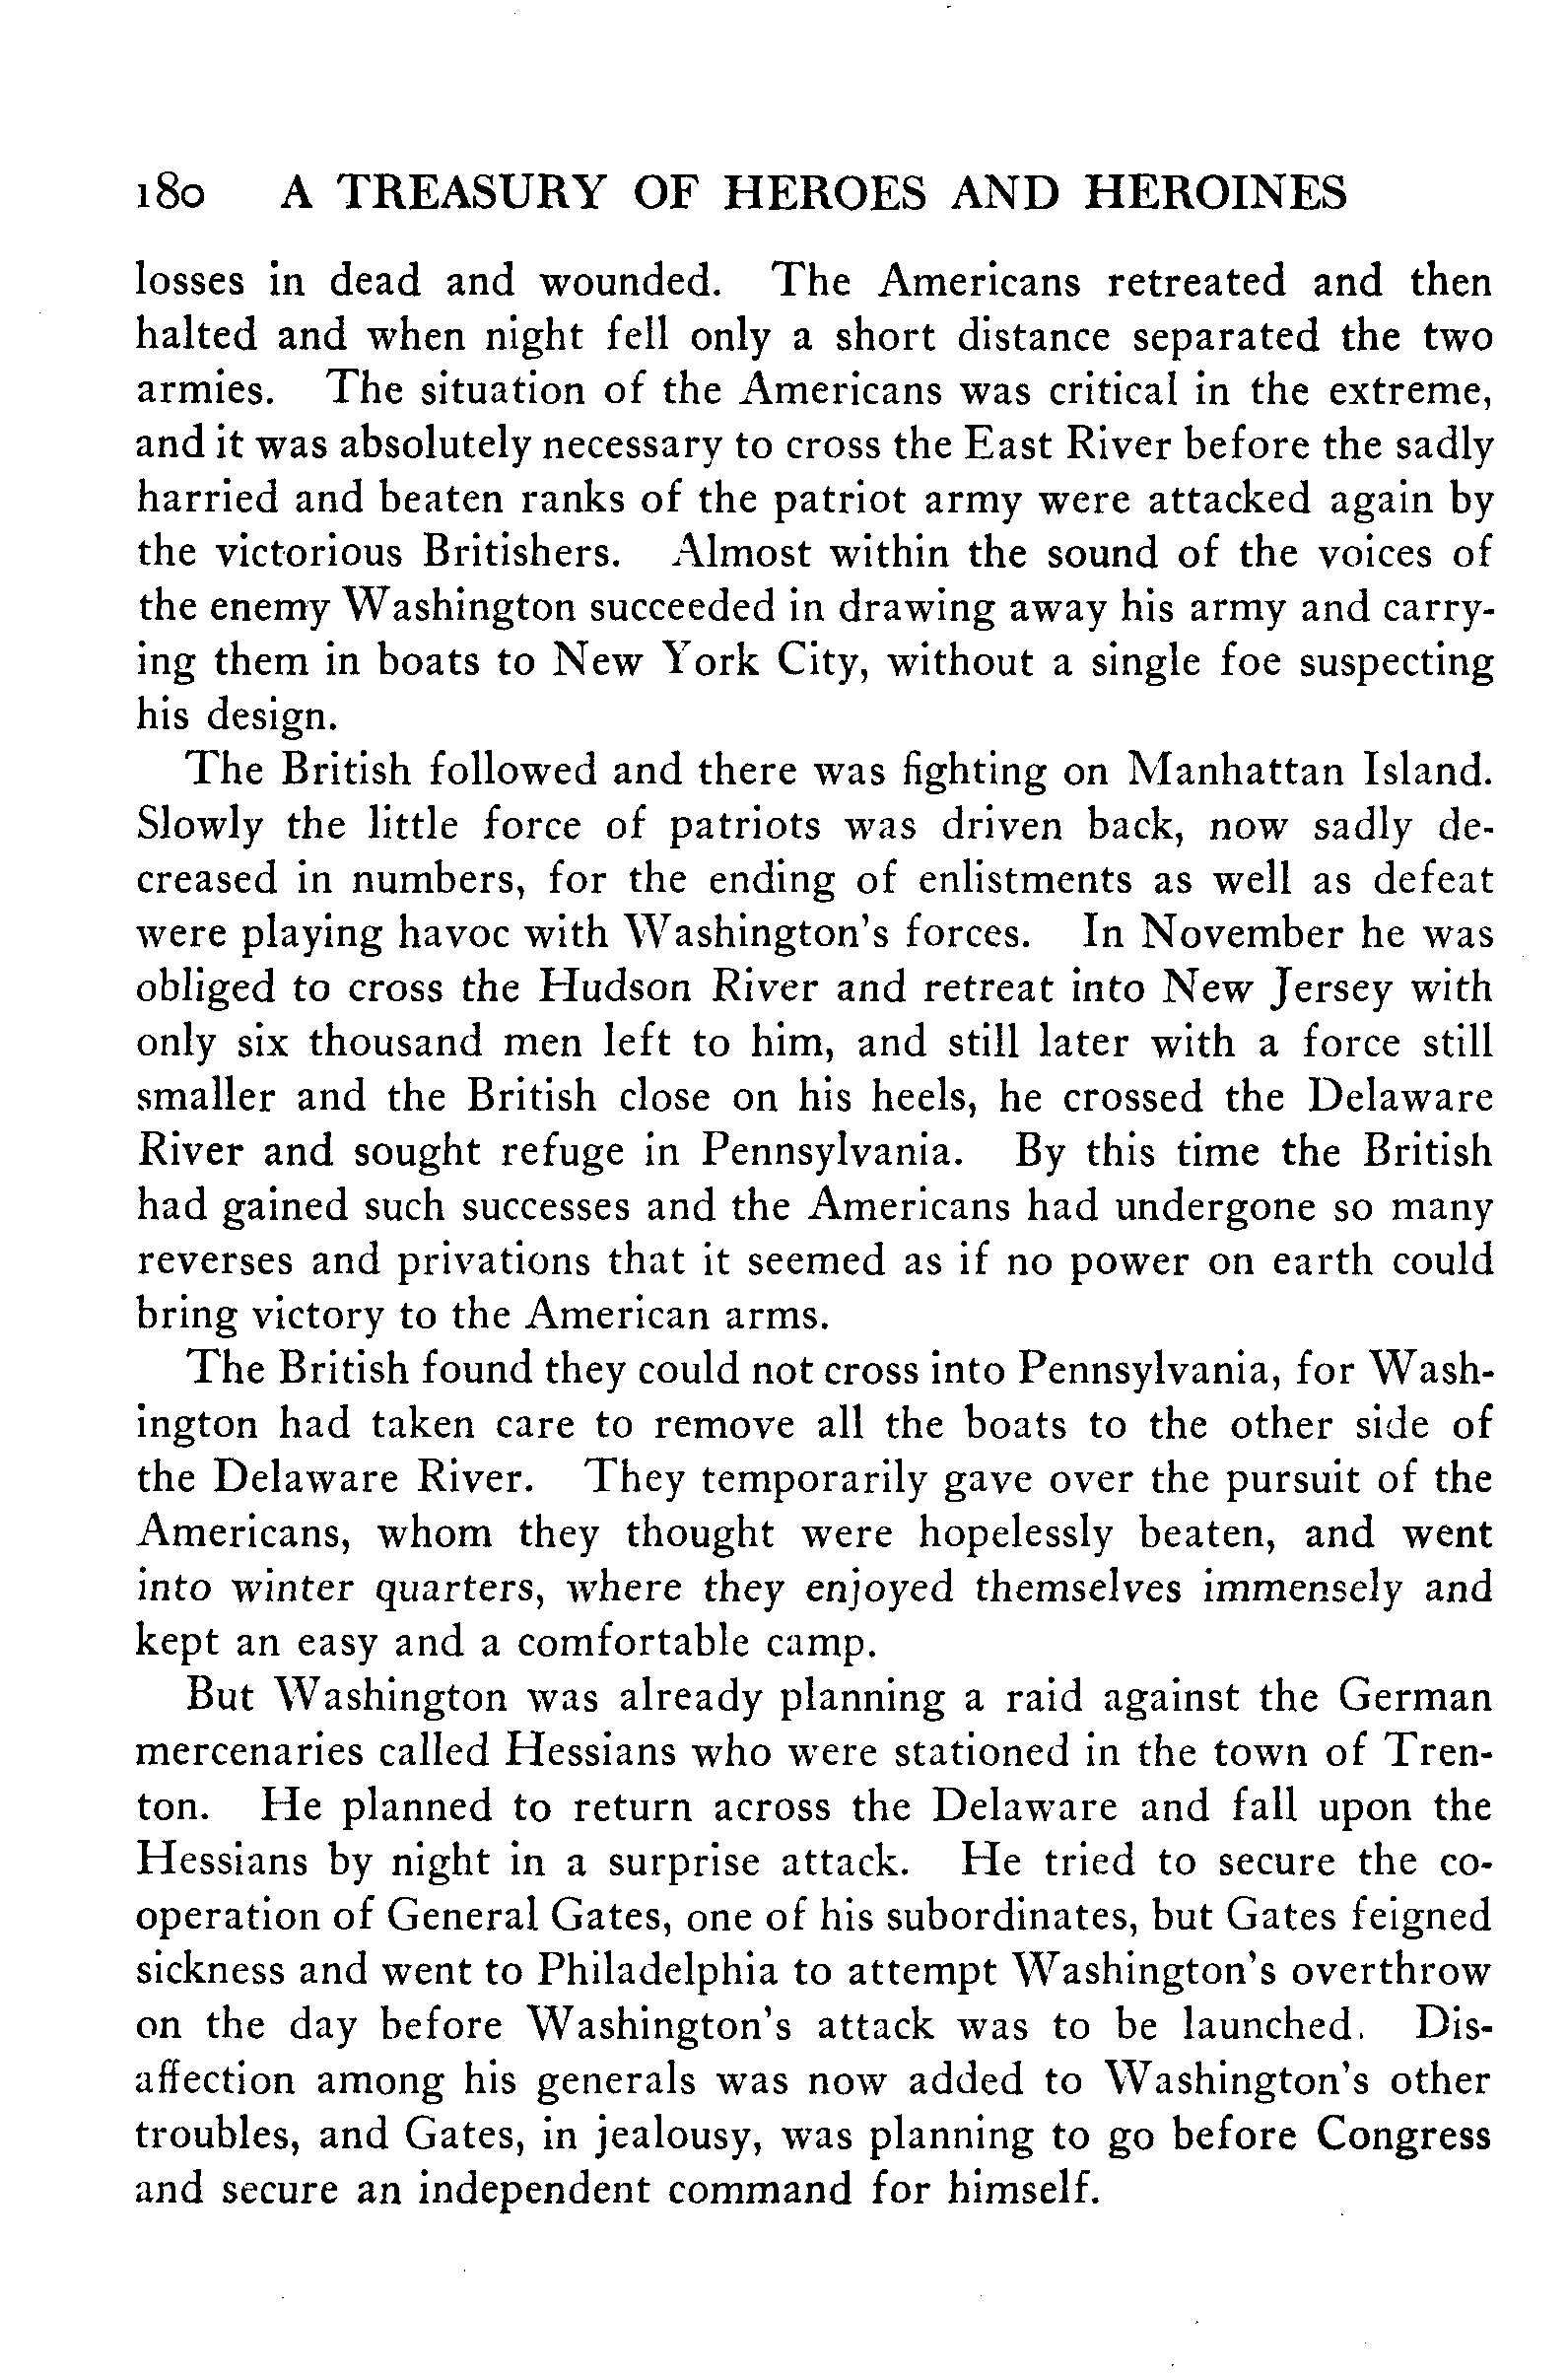 180 A TREASURY OF HEROES AND HEROINES
losses in dead and wounded. The Americans retreated and then
halted and when night fell only a short distance separated the two
armies. The situation of the Americans was critical in the extreme,
and it was absolutely necessary to cross the East River before the sadly
harried and beaten ranks of the patriot army were attacked again by
the victorious Britishers. Almost within the sound of the voices of
the enemy Washington succeeded in drawing away his army and carry-
ing them in boats to New York City, without a single foe suspecting
his design.
The British followed and there was fighting on Manhattan Island.
Slowly the little force of patriots was driven back, now sadly de-
creased in numbers, for the ending of enlistments as well as defeat
were playing havoc with Washington's forces. In November he was
obliged to cross the Hudson River and retreat into New Jersey with
only six thousand men left to him, and still later with a force still
smaller and the British close on his heels, he crossed the Delaware
River and sought refuge in Pennsylvania. By this time the British
had gained such successes and the Americans had undergone so many
reverses and privations that it seemed as if no power on earth could
bring victory to the American arms.
The British found they could not cross into Pennsylvania, for Wash-
ington had taken care to remove all the boats to the other side of
the Delaware River. They temporarily gave over the pursuit of the
Americans, whom they thought were hopelessly beaten, and went
into winter quarters, where they enjoyed themselves immensely and
kept an easy and a comfortable camp.
But Washington was already planning a raid against the German
mercenaries called Hessians who were stationed in the town of Tren-
ton. He planned to return across the Delaware and fall upon the
Hessians by night in a surprise attack. He tried to secure the co-
operation of General Gates, one of his subordinates, but Gates feigned
sickness and went to Philadelphia to attempt Washington's overthrow
on the day before Washington's attack was to be launched. Dis-
affection among his generals was now added to Washington's other
troubles, and Gates, in jealousy, was planning to go before Congress
and secure an independent command for himself.